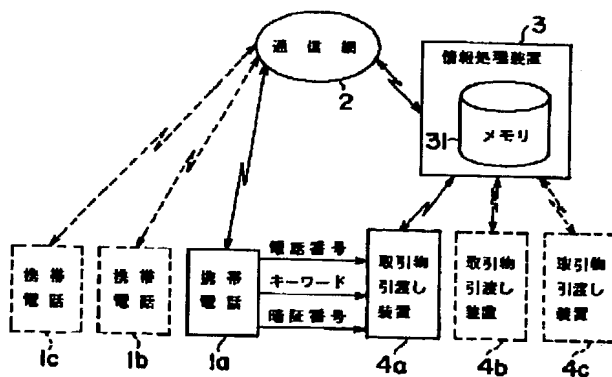 通信網
2
3
情報処理装置
31
メモリ
電話番号
キーワード
暗証番号
携帯
電話
携帯
電話
携帯
電話
取引物
引渡し
装置
取引物
引渡し
装置
取引物
引渡し
装置
1c
1b
1a
4a
4b
4c